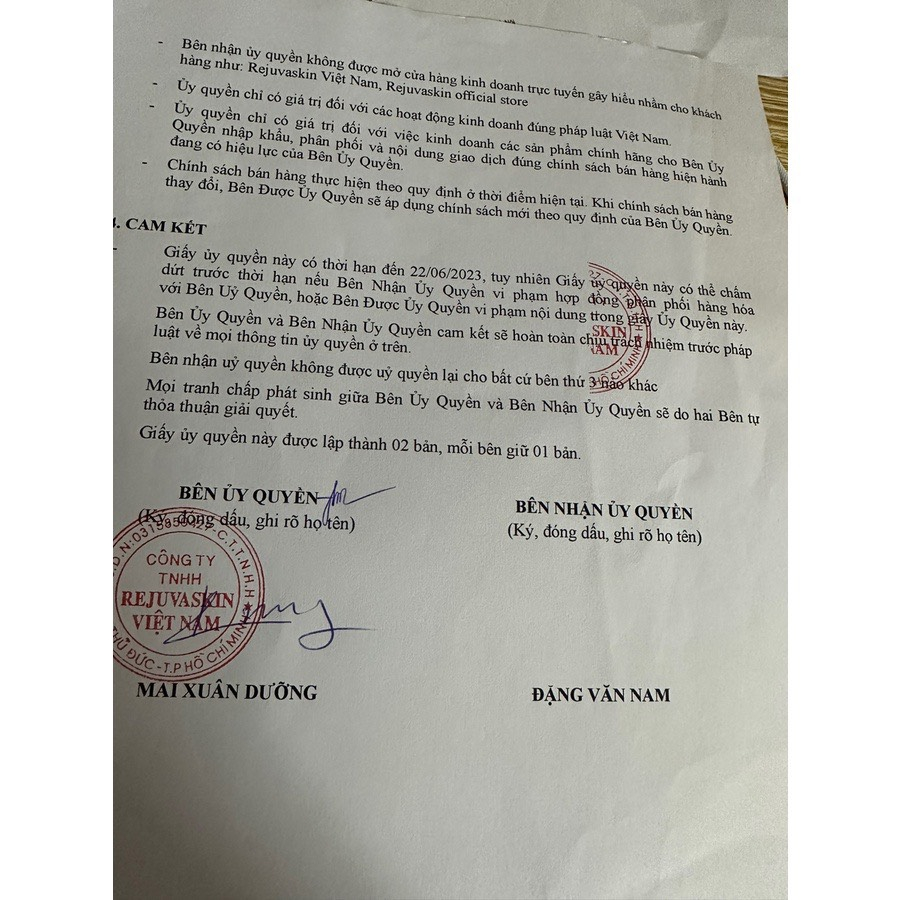 - Bên nhận ủy quyền không được mở cửa hàng kinh doanh trực tuyến gây hiểu nhầm cho khách
hàng như: Rejuvaskin Việt Nam, Rejuvaskin official store
- Ủy quyền chỉ có giá trị đối với các hoạt động kinh doanh đúng pháp luật Việt Nam.
- Ủy quyền chỉ có giá trị đối với việc kinh doanh các sản phẩm chính hãng cho Bên Ủy
Quyền nhập khẩu, phân phối và nội dung giao dịch đúng chính sách bán hàng hiện hành
đang có hiệu lực của Bên Ủy Quyền.
- Chính sách bán hàng thực hiện theo quy định ở thời điểm hiện tại. Khi chính sách bán hàng
thay đổi, Bên Được Ủy Quyền sẽ áp dụng chính sách mới theo quy định của Bên Ủy Quyền.
. CAM KẾT
- Giấy ủy quyền này có thời hạn đến 22/06/2023, tuy nhiên Giấy uỷ quyền này có thể chấm
dứt trước thời hạn nếu Bên Nhận Ủy Quyền vi phạm hợp đồng phân phối hàng hóa
với Bên Uỷ Quyền, hoặc Bên Được Ủy Quyền vi phạm nội dung trong giấy Ủy Quyền này.
Bên Ủy Quyền và Bên Nhận Ủy Quyền cam kết sẽ hoàn toàn chịu trách nhiệm trước pháp
luật về mọi thông tin ủy quyền ở trên.
Bên nhận uỷ quyền không được uỷ quyền lại cho bất cứ bên thứ 3 nào khác
Mọi tranh chấp phát sinh giữa Bên Ủy Quyền và Bên Nhận Ủy Quyền sẽ do hai Bên tự
thỏa thuận giải quyết.
Giấy ủy quyền này được lập thành 02 bản, mỗi bên giữ 01 bản.
SKIN
AM
HỒ CHÍ MINH
BÊN ỦY QUYỀN
(Ký, đóng dấu, ghi rõ họ tên)
CÔNG TY
TNHH
REJUVASKIN
VIỆT NAM
THỦ ĐỨC - T.P HỒ CHÍ MINH
MAI XUÂN DƯỠNG
BÊN NHẬN ỦY QUYỀN
(Ký, đóng dấu, ghi rõ họ tên)
ĐẶNG VĂN NAM